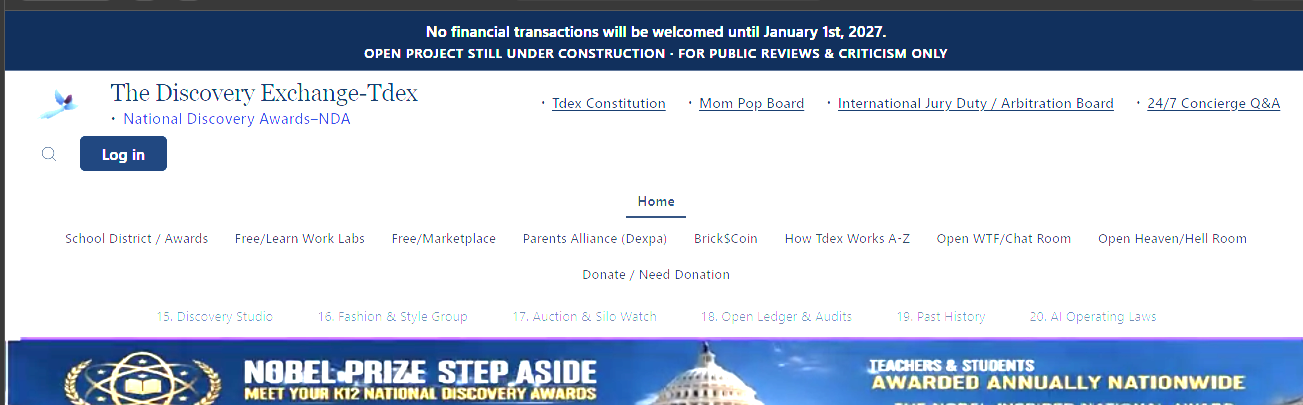 No financial transactions will be welcomed until January 1st, 2027.
OPEN PROJECT STILL UNDER CONSTRUCTION - FOR PUBLIC REVIEWS & CRITICISM ONLY
The Discovery Exchange-Tdex
• National Discovery Awards–NDA
• Tdex Constitution • Mom Pop Board • International Jury Duty / Arbitration Board • 24/7 Concierge Q&A
Log in
Home
School District / Awards Free/Learn Work Labs Free/Marketplace Parents Alliance (Dexpa) Brick$Coin How Tdex Works A-Z Open WTF/Chat Room Open Heaven/Hell Room
Donate / Need Donation
15. Discovery Studio 16. Fashion & Style Group 17. Auction & Silo Watch 18. Open Ledger & Audits 19. Past History 20. AI Operating Laws
NOBEL PRIZE STEP ASIDE
MEET YOUR K12 NATIONAL DISCOVERY AWARDS
TEACHERS & STUDENTS
AWARDED ANNUALLY NATIONWIDE